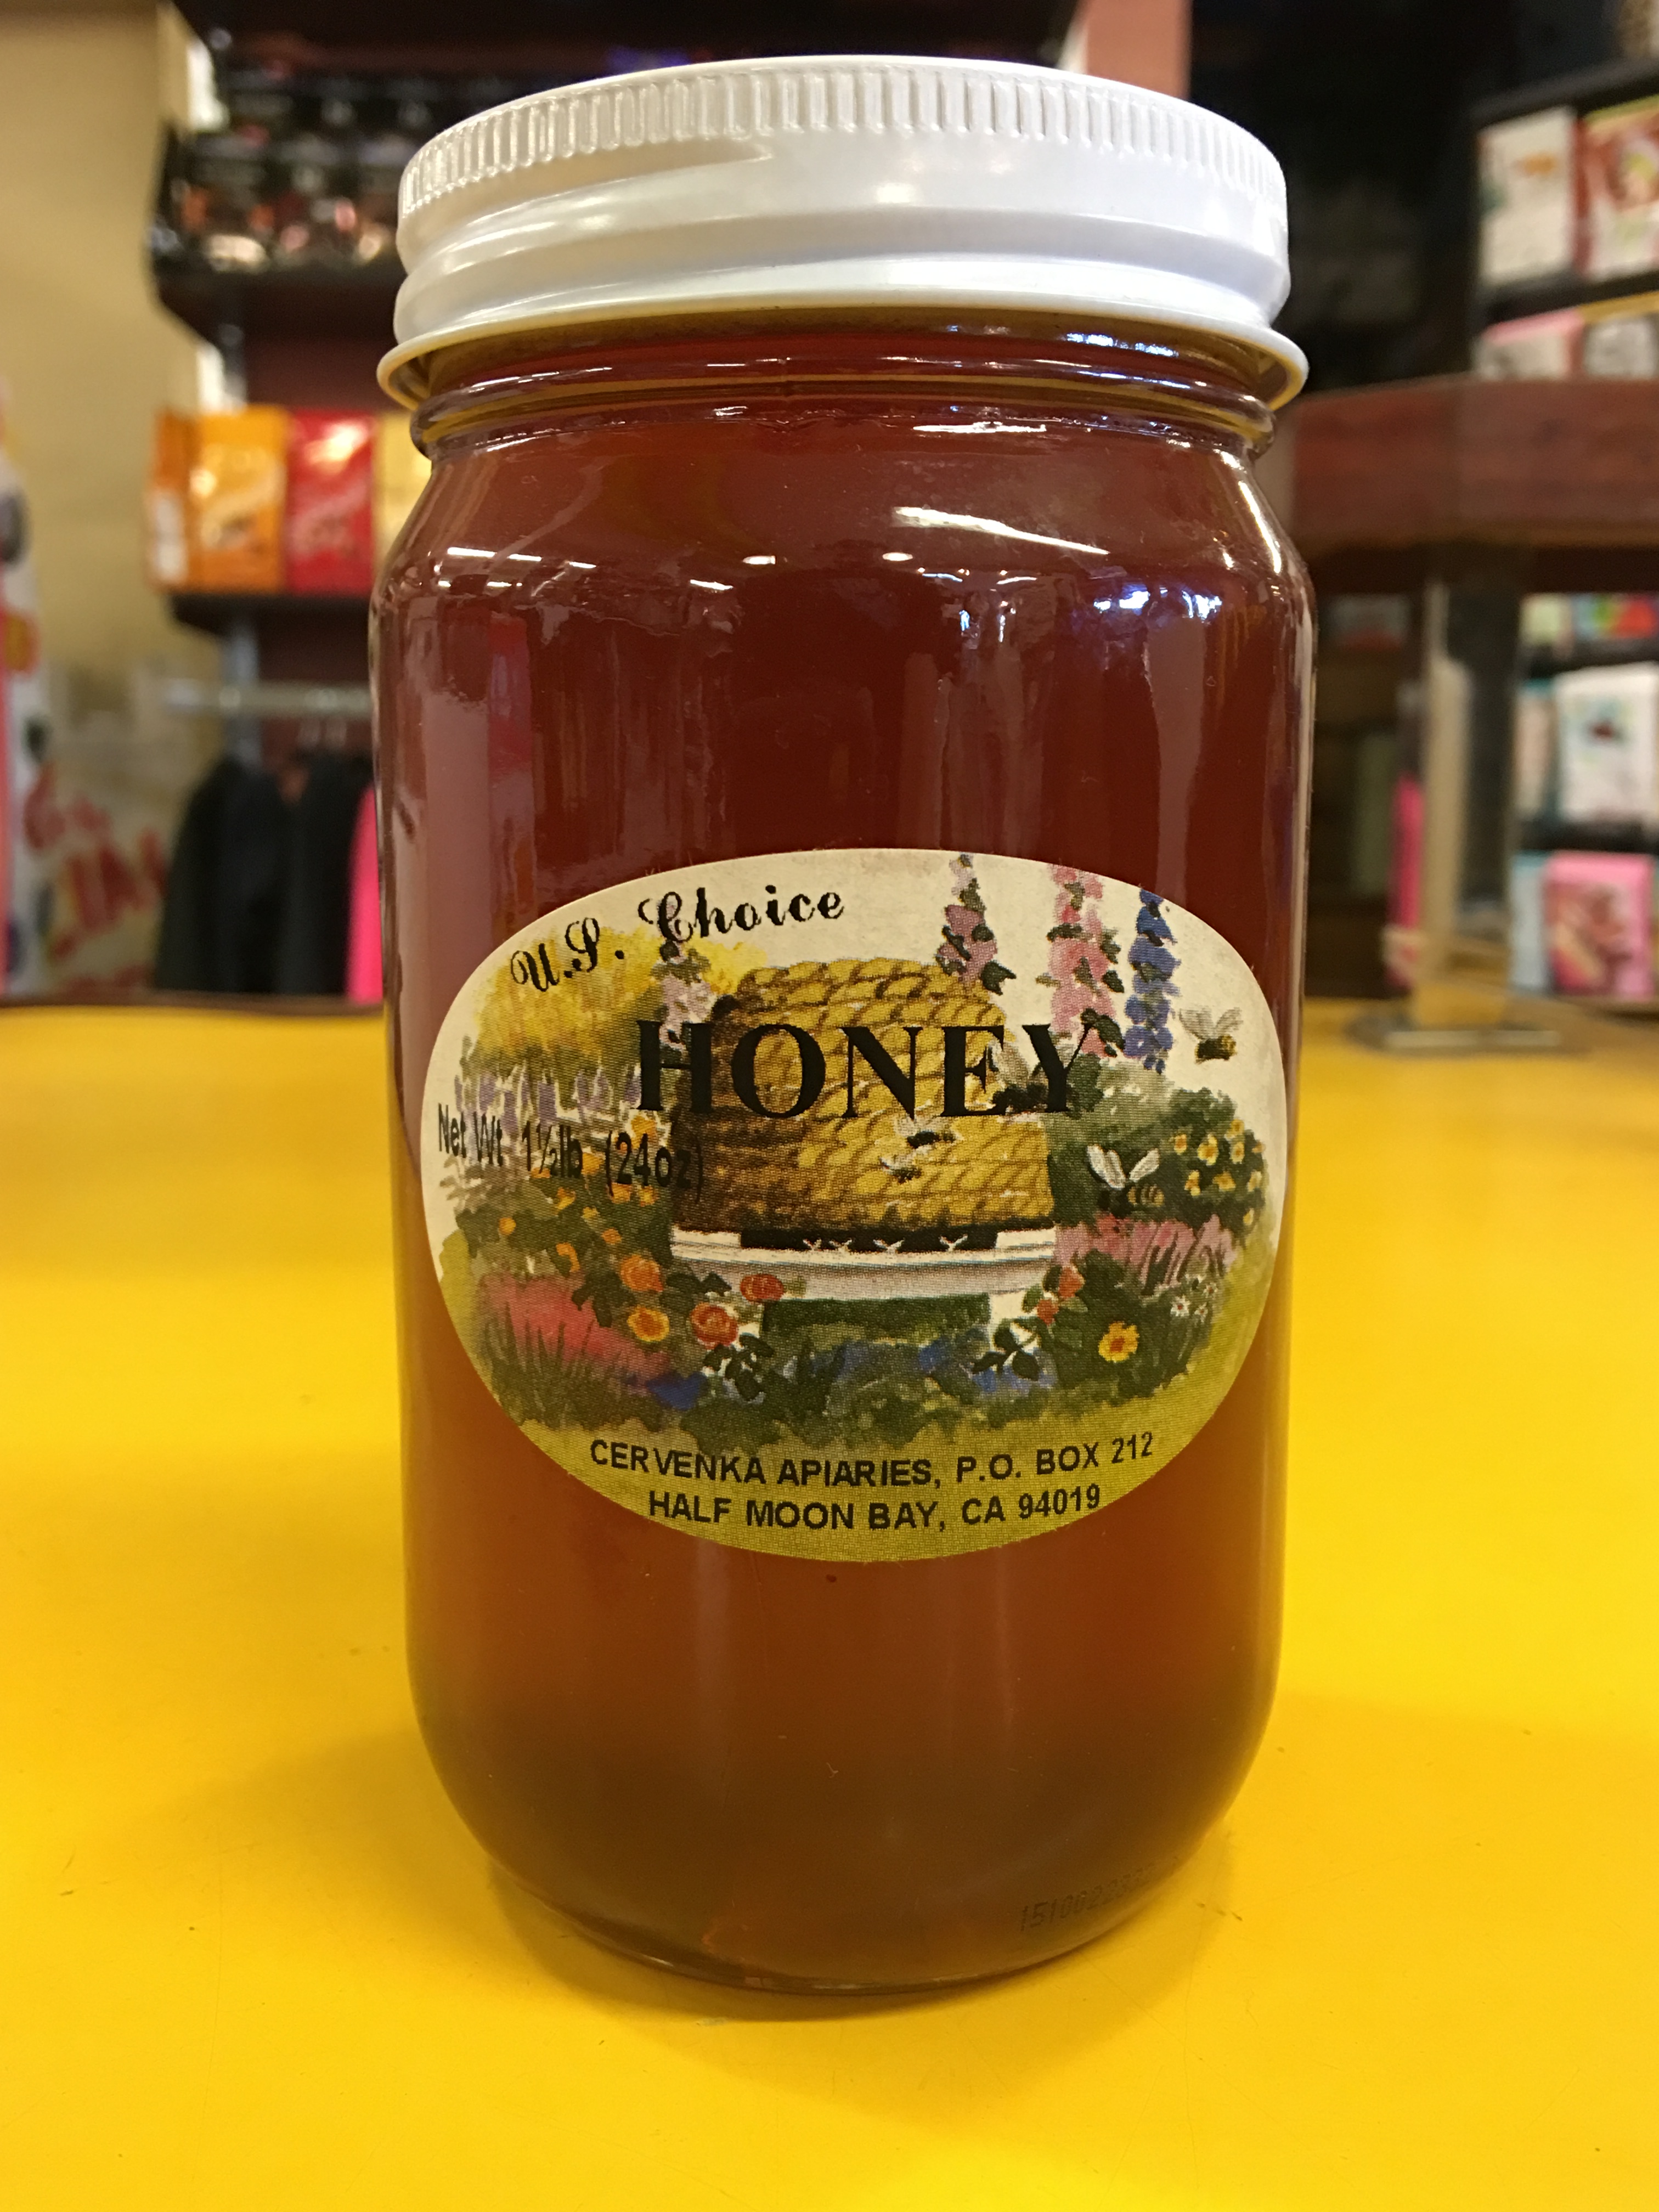 U.S. Choice
HONEY
Net Wt 1½lb (24oz)
CERVENKA APIARIES, P.O. BOX 212
HALF MOON BAY, CA 94019